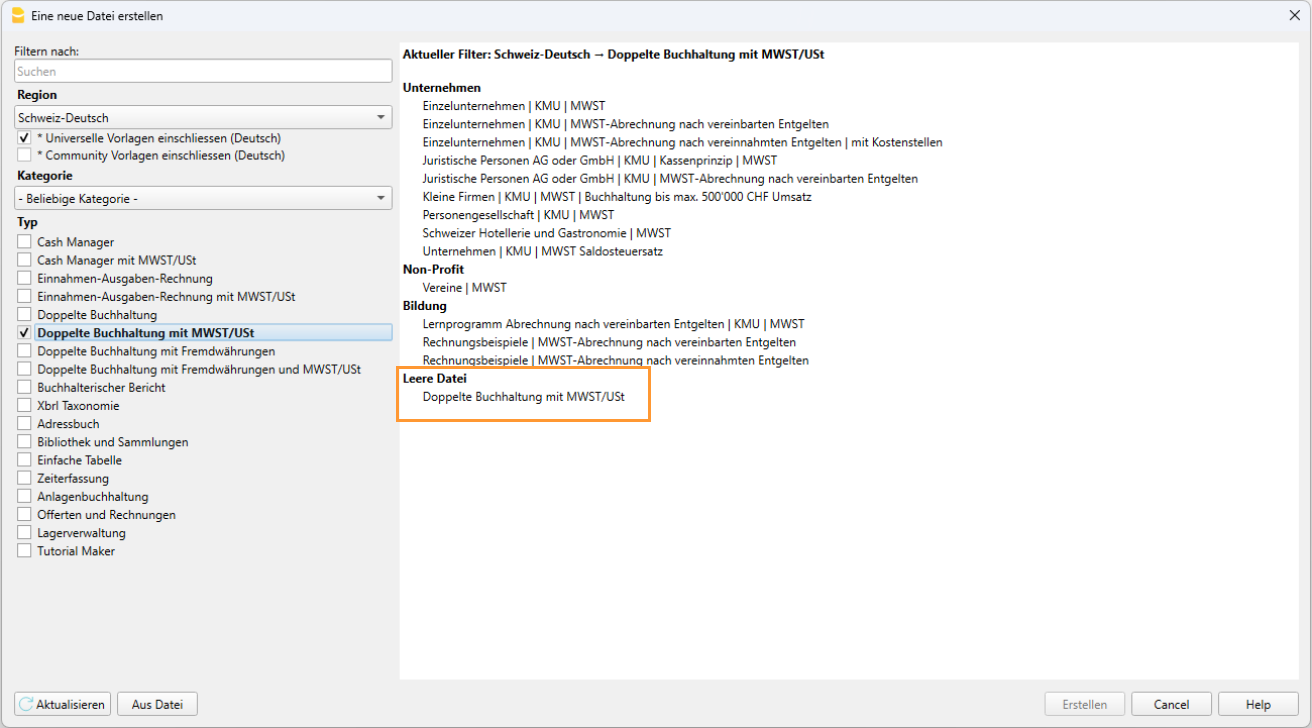 Eine neue Datei erstellen
Filtern nach:
Suchen
Region
Schweiz-Deutsch
* Universelle Vorlagen einschliessen (Deutsch)
* Community Vorlagen einschliessen (Deutsch)
Kategorie
- Beliebige Kategorie -
Typ
Cash Manager
Cash Manager mit MWST/USt
Einnahmen-Ausgaben-Rechnung
Einnahmen-Ausgaben-Rechnung mit MWST/USt
Doppelte Buchhaltung
Doppelte Buchhaltung mit MWST/USt
Doppelte Buchhaltung mit Fremdwährungen
Doppelte Buchhaltung mit Fremdwährungen und MWST/USt
Buchhalterischer Bericht
Xbrl Taxonomie
Adressbuch
Bibliothek und Sammlungen
Einfache Tabelle
Zeiterfassung
Anlagenbuchhaltung
Offerten und Rechnungen
Lagerverwaltung
Tutorial Maker
Aktueller Filter: Schweiz-Deutsch → Doppelte Buchhaltung mit MWST/USt
Unternehmen
Einzelunternehmen | KMU | MWST
Einzelunternehmen | KMU | MWST-Abrechnung nach vereinbarten Entgelten
Einzelunternehmen | KMU | MWST-Abrechnung nach vereinnahmten Entgelten | mit Kostenstellen
Juristische Personen AG oder GmbH | KMU | Kassenprinzip | MWST
Juristische Personen AG oder GmbH | KMU | MWST-Abrechnung nach vereinbarten Entgelten
Kleine Firmen | KMU | MWST | Buchhaltung bis max. 500'000 CHF Umsatz
Personengesellschaft | KMU | MWST
Schweizer Hotellerie und Gastronomie | MWST
Unternehmen | KMU | MWST Saldosteuersatz
Non-Profit
Vereine | MWST
Bildung
Lernprogramm Abrechnung nach vereinbarten Entgelten | KMU | MWST
Rechnungsbeispiele | MWST-Abrechnung nach vereinbarten Entgelten
Rechnungsbeispiele | MWST-Abrechnung nach vereinnahmten Entgelten
Leere Datei
Doppelte Buchhaltung mit MWST/USt
Aktualisieren
Aus Datei
Erstellen
Cancel
Help